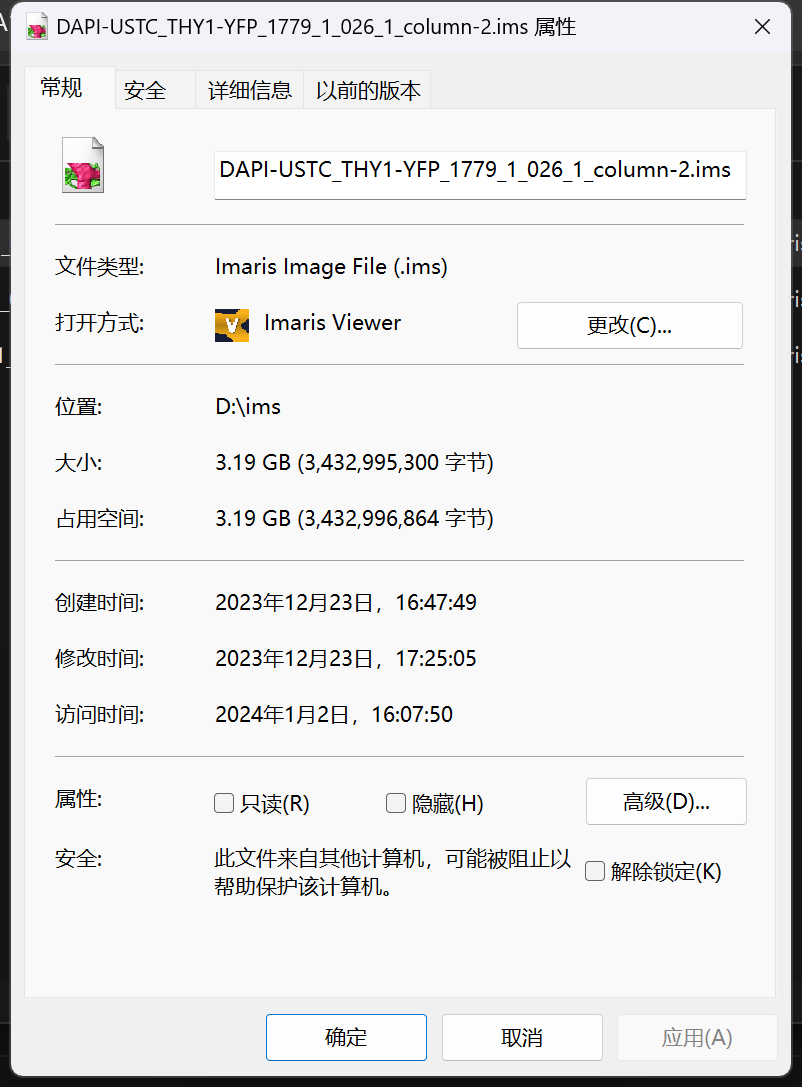 DAPI-USTC_THY1-YFP_1779_1_026_1_column-2.ims 属性
常规 安全 详细信息 以前的版本
DAPI-USTC_THY1-YFP_1779_1_026_1_column-2.ims
文件类型: Imaris Image File (.ims)
打开方式: Imaris Viewer 更改(C)...
位置: D:\ims
大小: 3.19 GB (3,432,995,300 字节)
占用空间: 3.19 GB (3,432,996,864 字节)
创建时间: 2023年12月23日，16:47:49
修改时间: 2023年12月23日，17:25:05
访问时间: 2024年1月2日，16:07:50
属性: 只读(R) 隐藏(H) 高级(D)...
安全: 此文件来自其他计算机，可能被阻止以
帮助保护该计算机。 解除锁定(K)
确定 取消 应用(A)